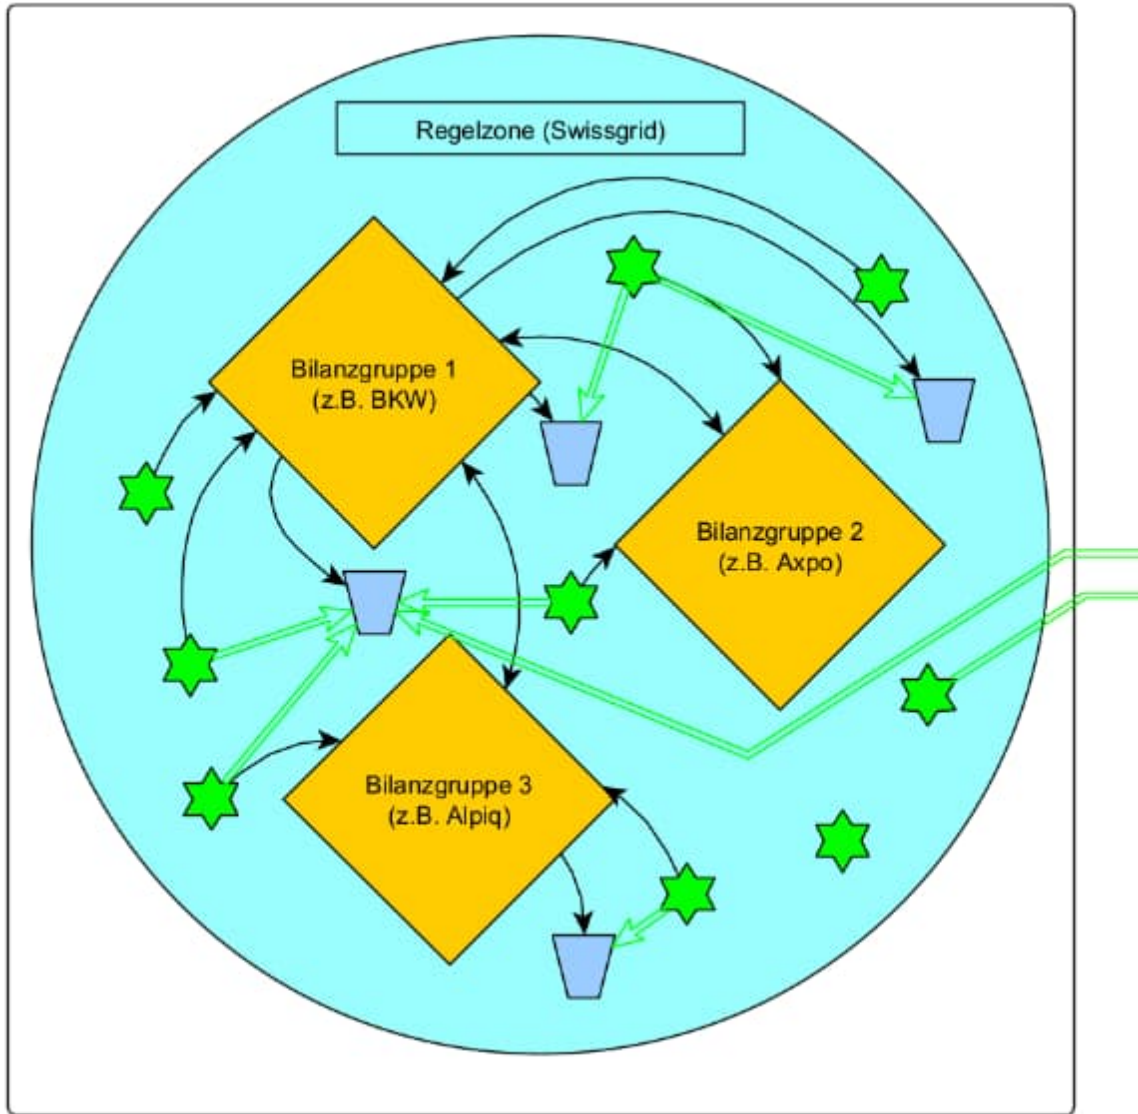 Regelzone (Swissgrid)
Bilanzgruppe 1
(z.B. BKW)
Bilanzgruppe 2
(z.B. Axpo)
Bilanzgruppe 3
(z.B. Alpiq)